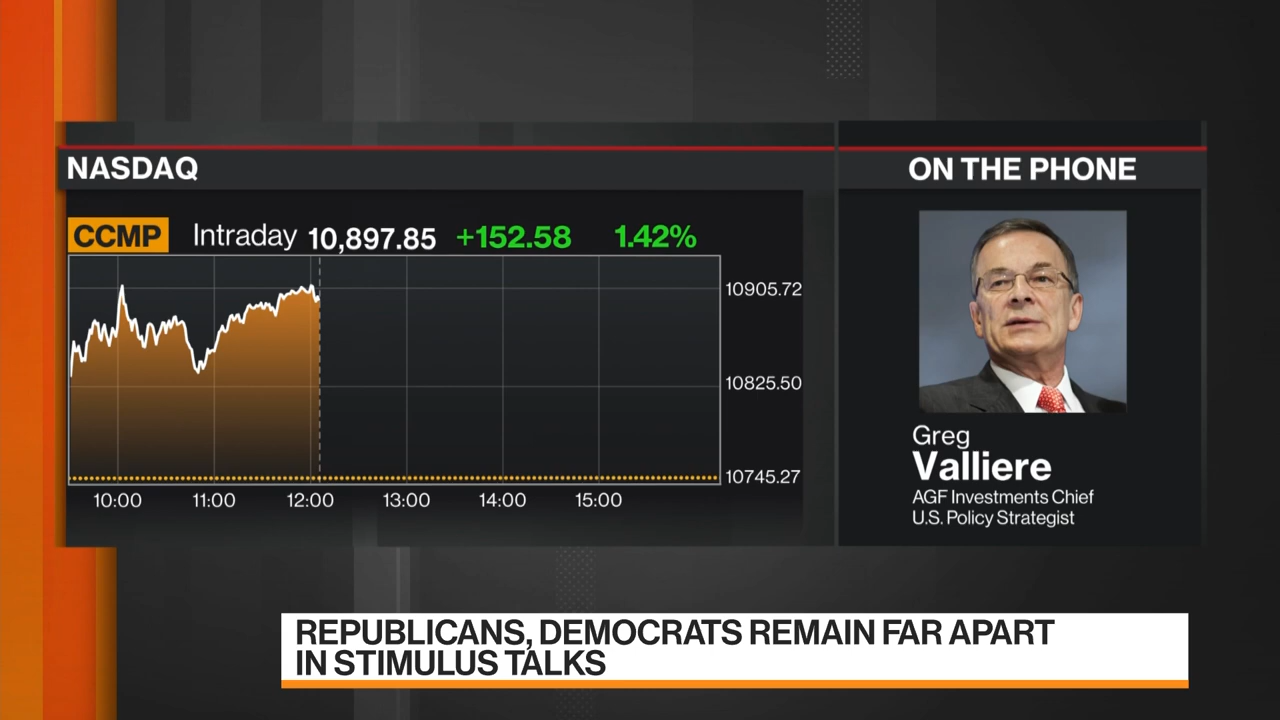 NASDAQ
CCMP Intraday 10,897.85 +152.58 1.42%
10905.72
10825.50
10745.27
10:00 11:00 12:00 13:00 14:00 15:00
ON THE PHONE
Greg
Valliere
AGF Investments Chief
U.S. Policy Strategist
REPUBLICANS, DEMOCRATS REMAIN FAR APART
IN STIMULUS TALKS